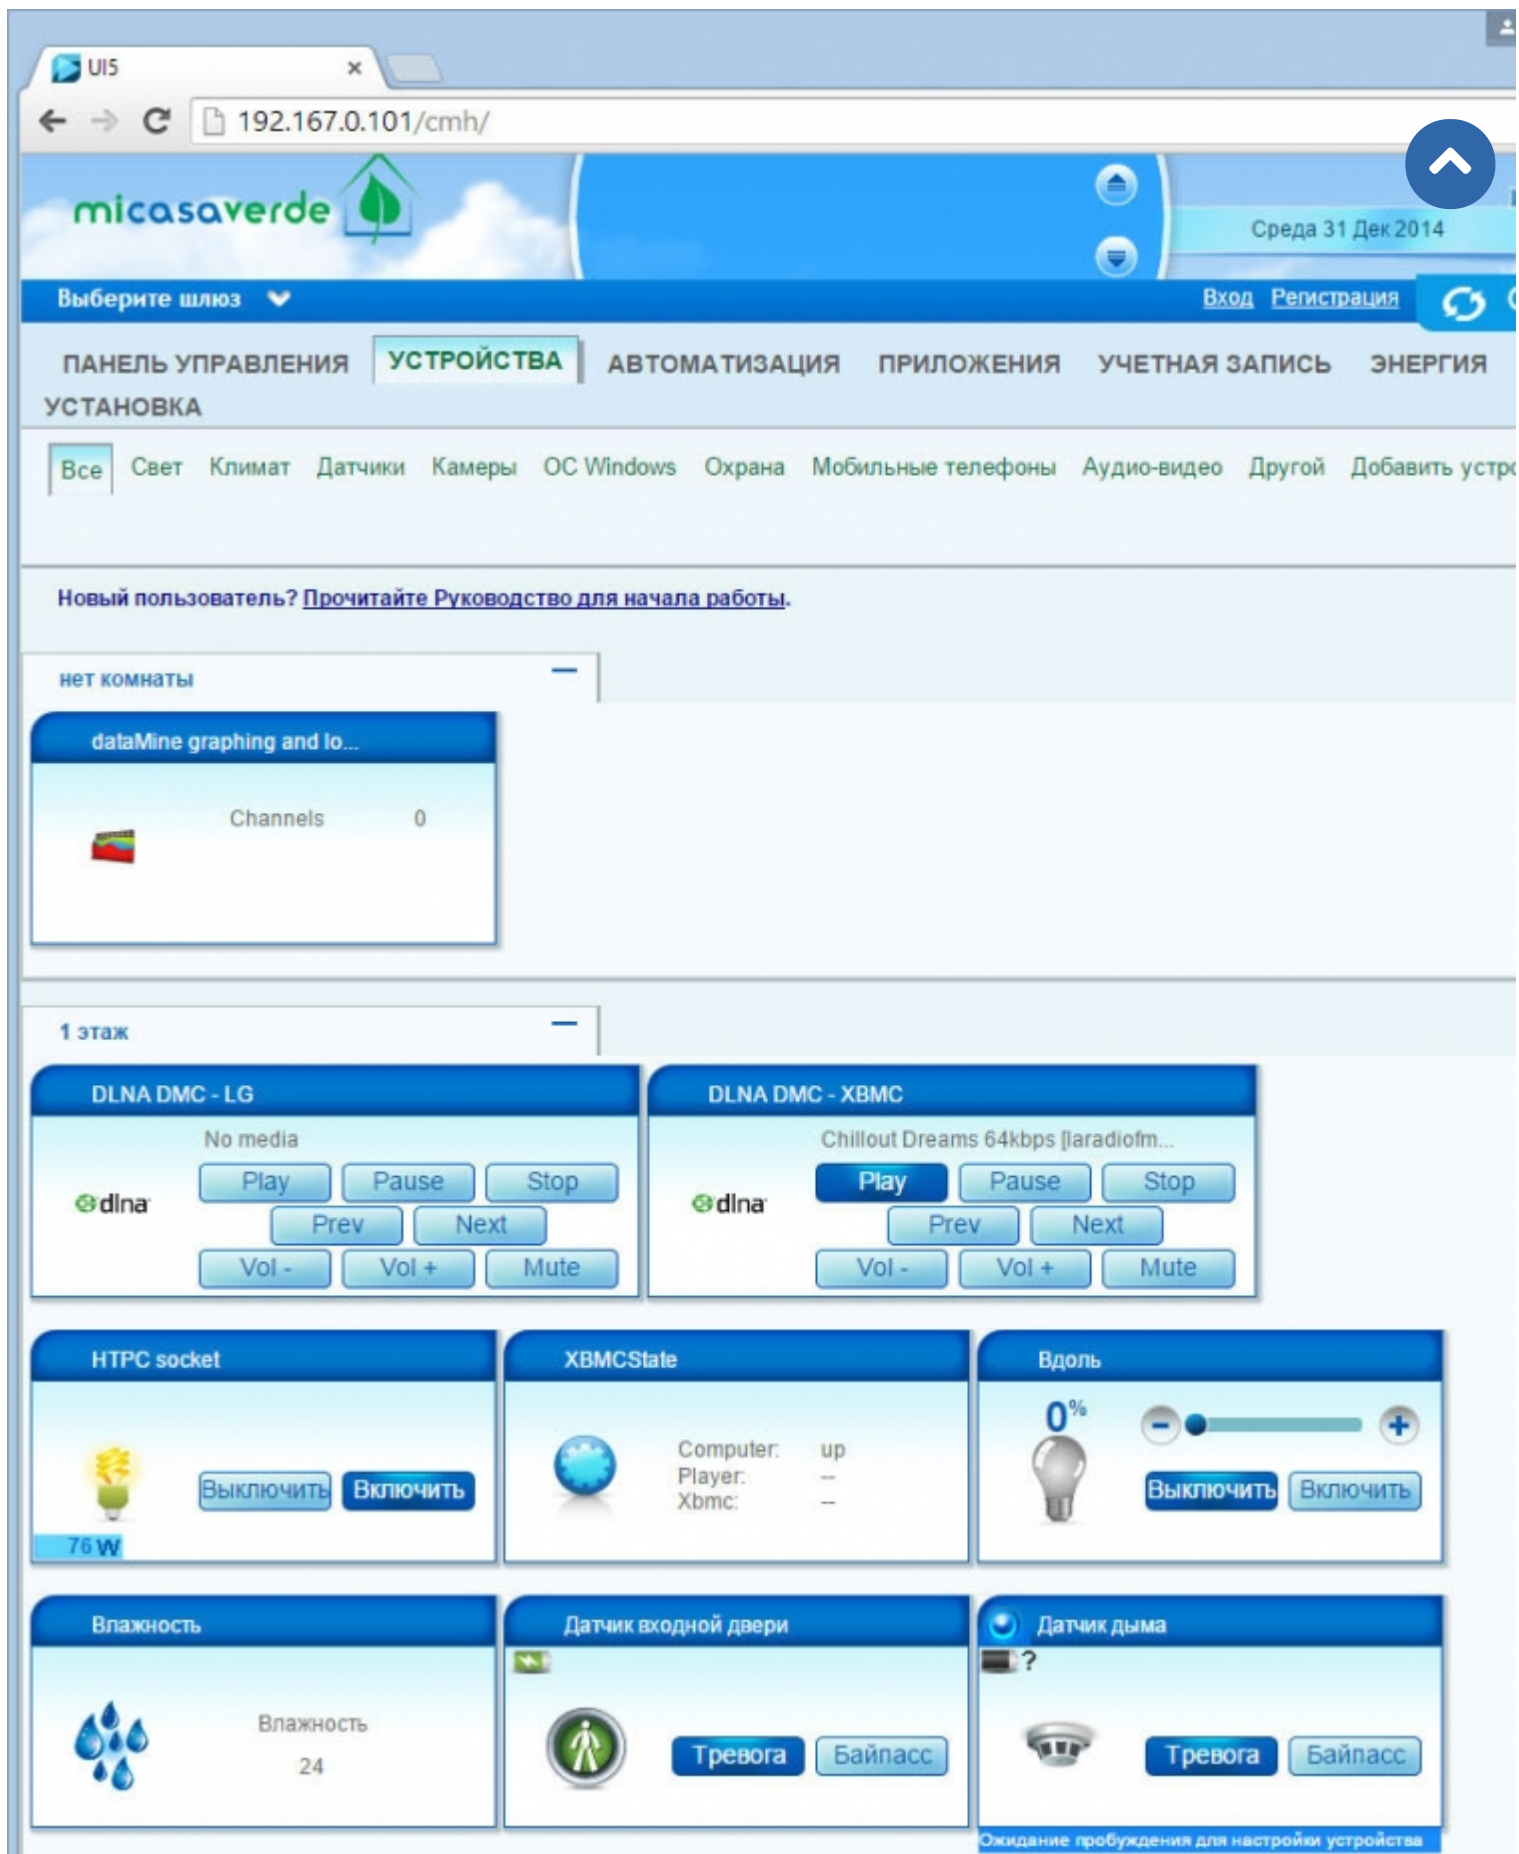 UI5
192.167.0.101/cmh/
micasaverde
Среда 31 Дек 2014
Выберите шлюз
Вход Регистрация
ПАНЕЛЬ УПРАВЛЕНИЯ УСТРОЙСТВА АВТОМАТИЗАЦИЯ ПРИЛОЖЕНИЯ УЧЕТНАЯ ЗАПИСЬ ЭНЕРГИЯ
УСТАНОВКА
Все Свет Климат Датчики Камеры ОС Windows Охрана Мобильные телефоны Аудио-видео Другой Добавить устро
Новый пользователь? Прочитайте Руководство для начала работы.
нет комнаты
dataMine graphing and lo...
Channels 0
1 этаж
DLNA DMC - LG DLNA DMC - XBMC
No media Chillout Dreams 64kbps [laradiofm...
Play Pause Stop Play Pause Stop
dlna dlna
Prev Next Prev Next
Vol - Vol + Mute Vol - Vol + Mute
HTPC socket XBMCState Вдоль
0%
Computer: up
Player: --
Xbmc: --
Выключить Включить Выключить Включить
76 W
Влажность Датчик входной двери Датчик дыма
?
Влажность
24
Тревога Байпасс Тревога Байпасс
Ожидание пробуждения для настройки устройства